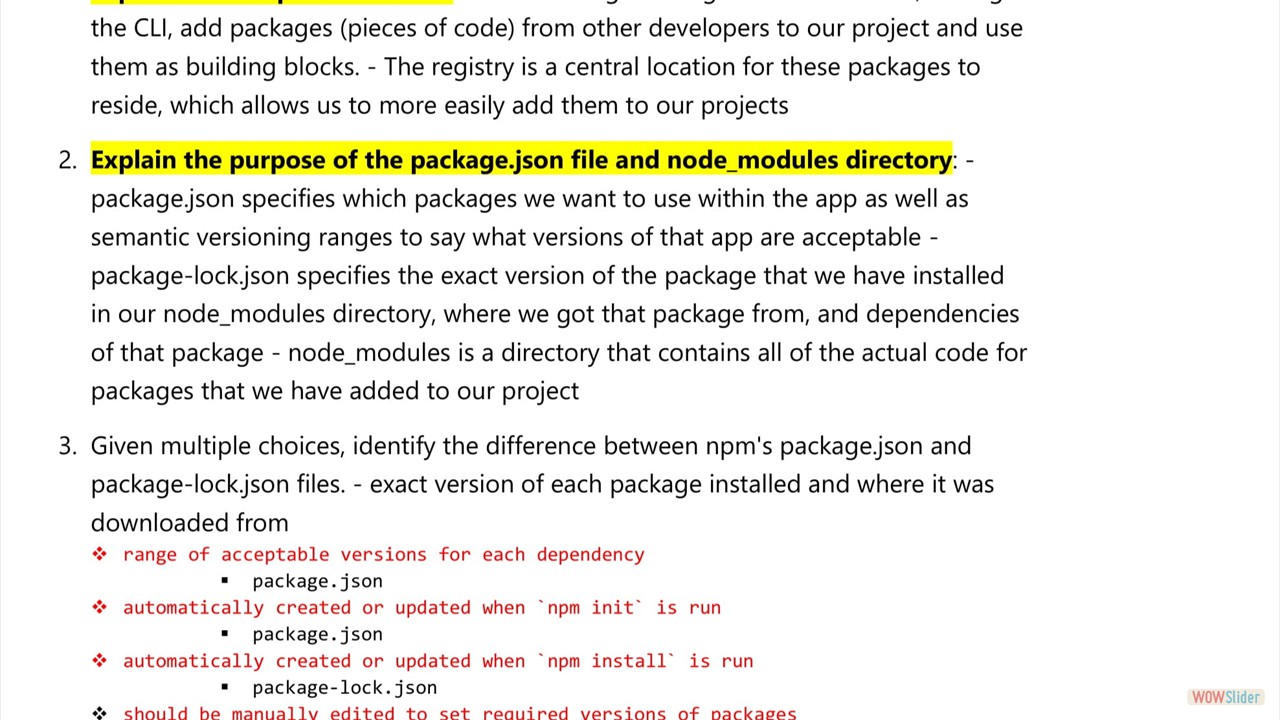 the CLI, add packages (pieces of code) from other developers to our project and use
them as building blocks. - The registry is a central location for these packages to
reside, which allows us to more easily add them to our projects
2. Explain the purpose of the package.json file and node_modules directory: -
package.json specifies which packages we want to use within the app as well as
semantic versioning ranges to say what versions of that app are acceptable -
package-lock.json specifies the exact version of the package that we have installed
in our node_modules directory, where we got that package from, and dependencies
of that package - node_modules is a directory that contains all of the actual code for
packages that we have added to our project
3. Given multiple choices, identify the difference between npm's package.json and
package-lock.json files. - exact version of each package installed and where it was
downloaded from
❖ range of acceptable versions for each dependency
▪ package.json
❖ automatically created or updated when `npm init` is run
▪ package.json
❖ automatically created or updated when `npm install` is run
▪ package-lock.json
❖ should be manually edited to set required versions of packages
WOWSlider